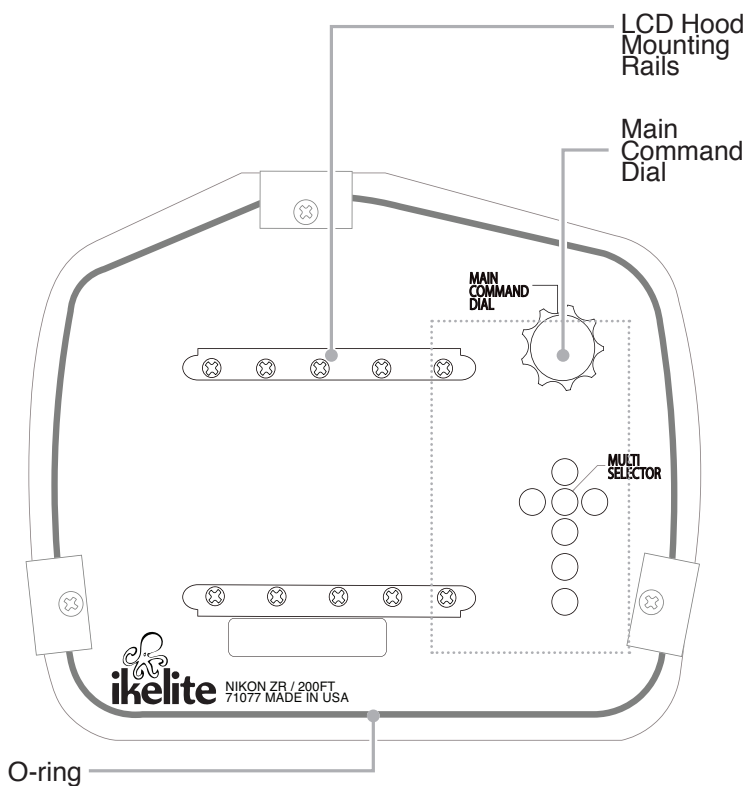 LCD Hood
Mounting
Rails
Main
Command
Dial
MAIN
COMMAND
DIAL
MULTI
SELECTOR
ikelite
NIKON ZR / 200FT
71077 MADE IN USA
O-ring